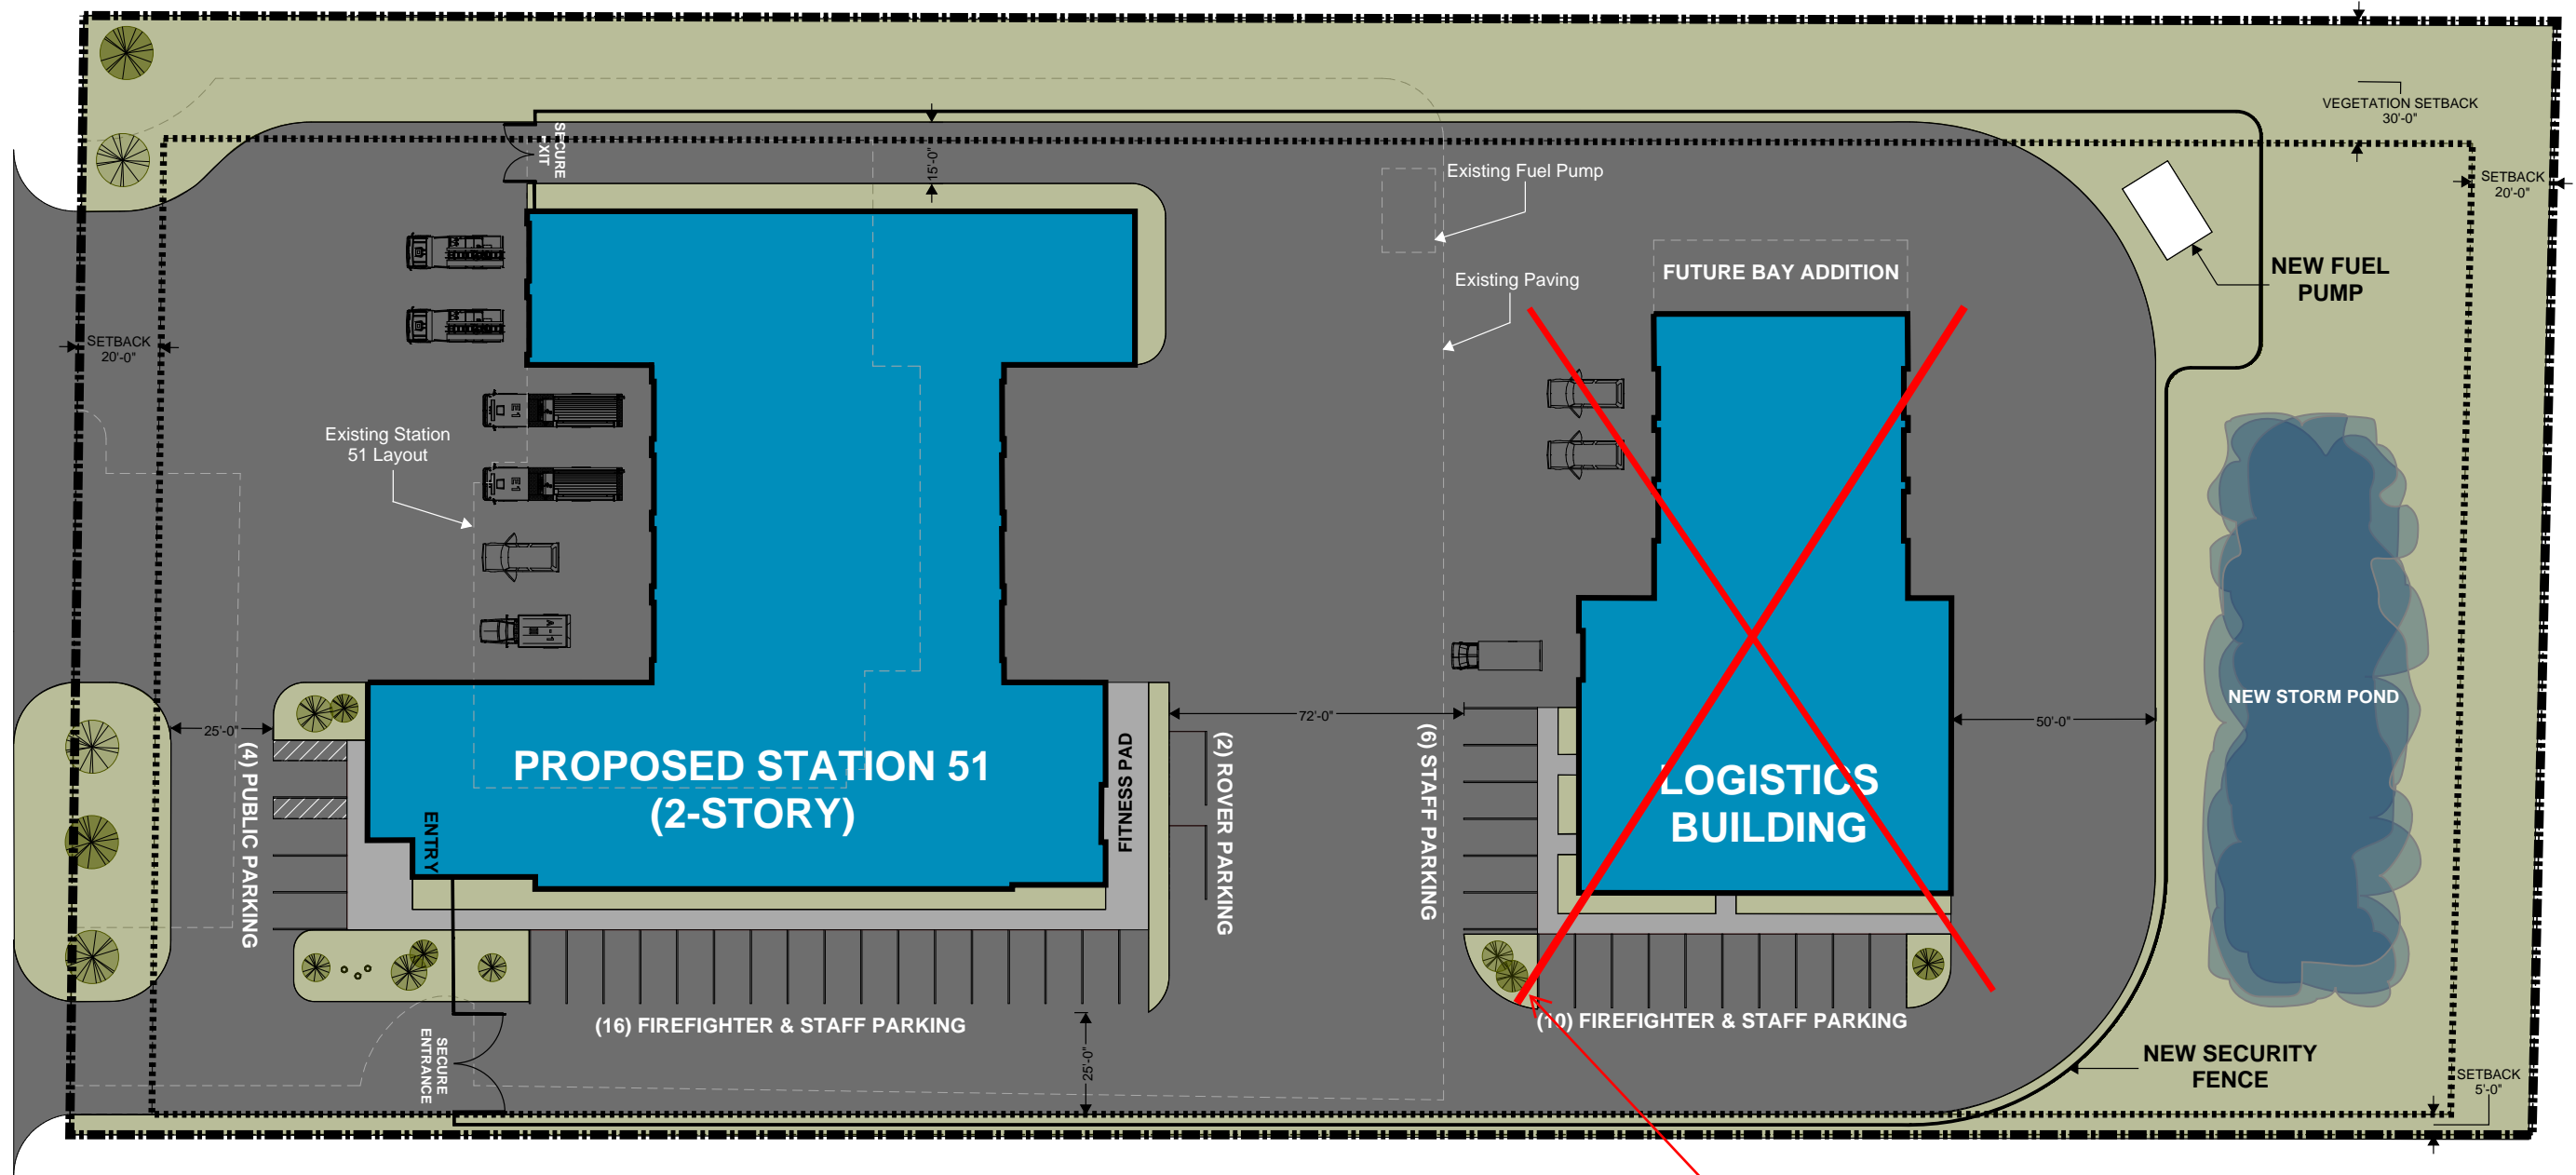 VEGETATION SETBACK
30'-0"
SECURE
EXIT
15'-0"
Existing Fuel Pump
SETBACK
20'-0"
FUTURE BAY ADDITION
NEW FUEL
PUMP
Existing Paving
SETBACK
20'-0"
E1
Existing Station
51 Layout
E1
A-1
NEW STORM POND
25'-0"
72'-0"
50'-0"
(4) PUBLIC PARKING
PROPOSED STATION 51
(2-STORY)
ENTRY
FITNESS PAD
(2) ROVER PARKING
(6) STAFF PARKING
LOGISTICS
BUILDING
(16) FIREFIGHTER & STAFF PARKING
(10) FIREFIGHTER & STAFF PARKING
SECURE
ENTRANCE
25'-0"
NEW SECURITY
FENCE
SETBACK
5'-0"